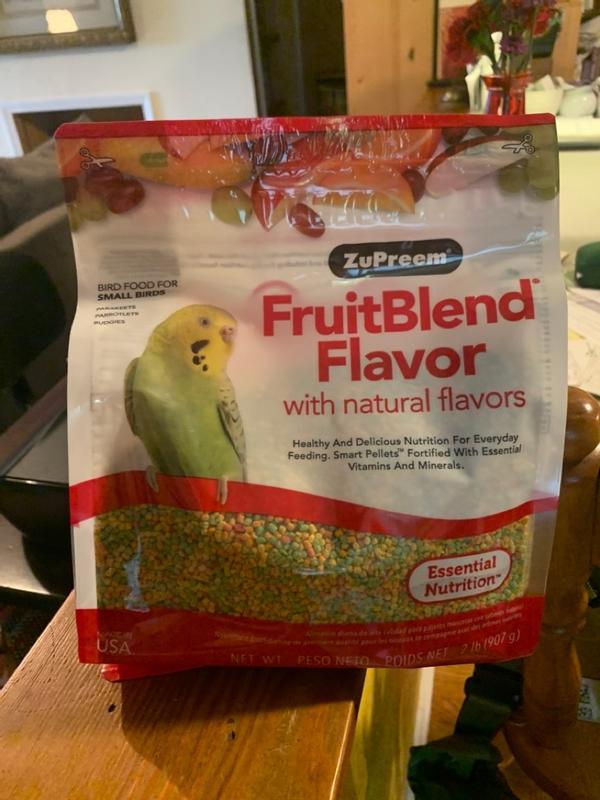 ZuPreem®
BIRD FOOD FOR
SMALL BIRDS
PARAKEETS
PARROTLETS
BUDGIES
FruitBlend®
Flavor
with natural flavors
Healthy And Delicious Nutrition For Everyday
Feeding. Smart Pellets™ Fortified With Essential
Vitamins And Minerals.
Essential
Nutrition™
MADE IN
USA
NET WT. PESO NETO POIDS NET 2 lb (907 g)